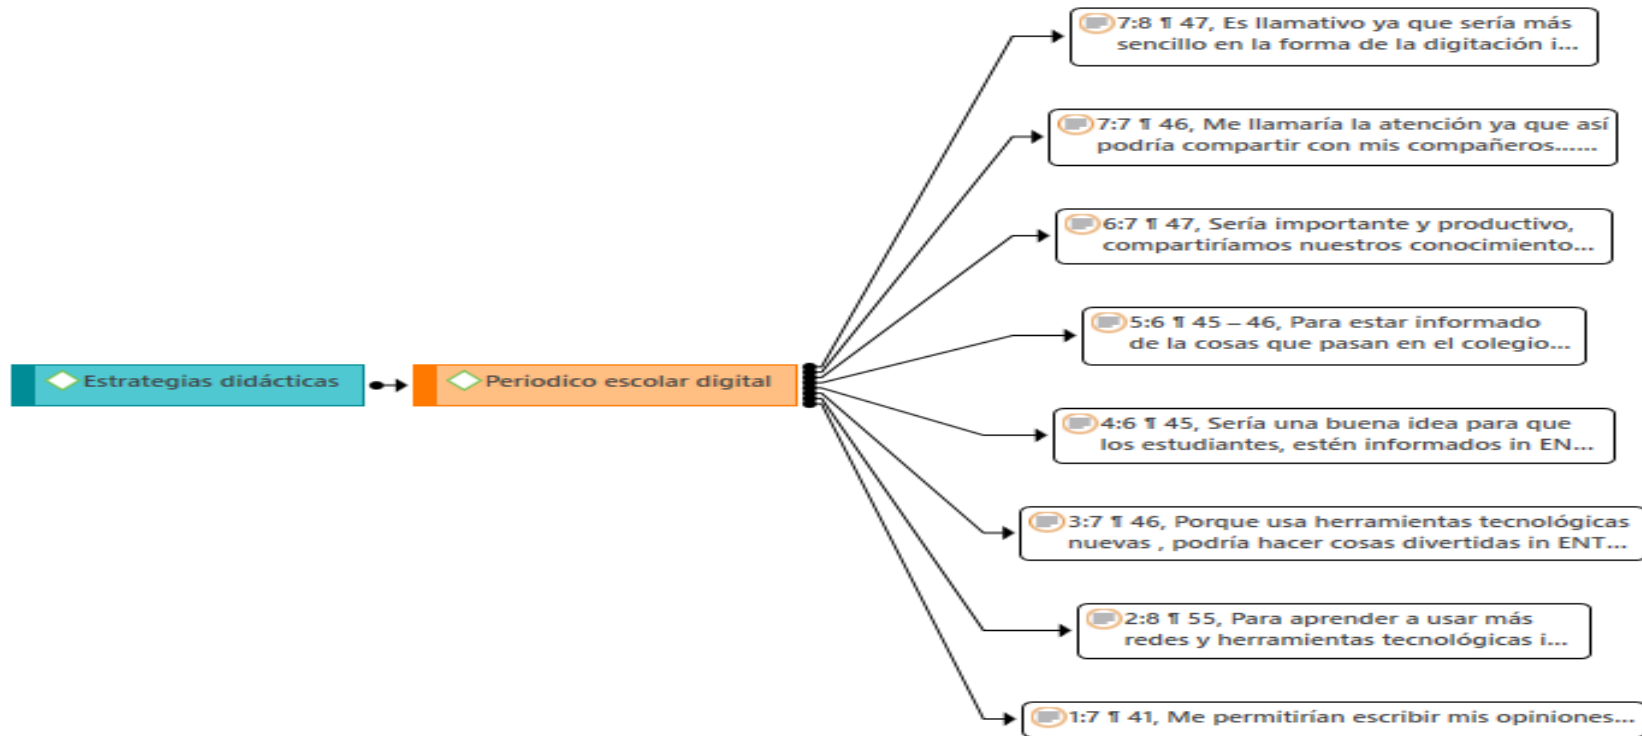 Estrategias didácticas
Periodico escolar digital
7:8 ¶ 47, Es llamativo ya que sería más
sencillo en la forma de la digitación i...
7:7 ¶ 46, Me llamaría la atención ya que así
podría compartir con mis compañeros......
6:7 ¶ 47, Sería importante y productivo,
compartiríamos nuestros conocimiento...
5:6 ¶ 45 – 46, Para estar informado
de la cosas que pasan en el colegio...
4:6 ¶ 45, Sería una buena idea para que
los estudiantes, estén informados in EN...
3:7 ¶ 46, Porque usa herramientas tecnológicas
nuevas , podría hacer cosas divertidas in ENT...
2:8 ¶ 55, Para aprender a usar más
redes y herramientas tecnológicas i...
1:7 ¶ 41, Me permitirían escribir mis opiniones...